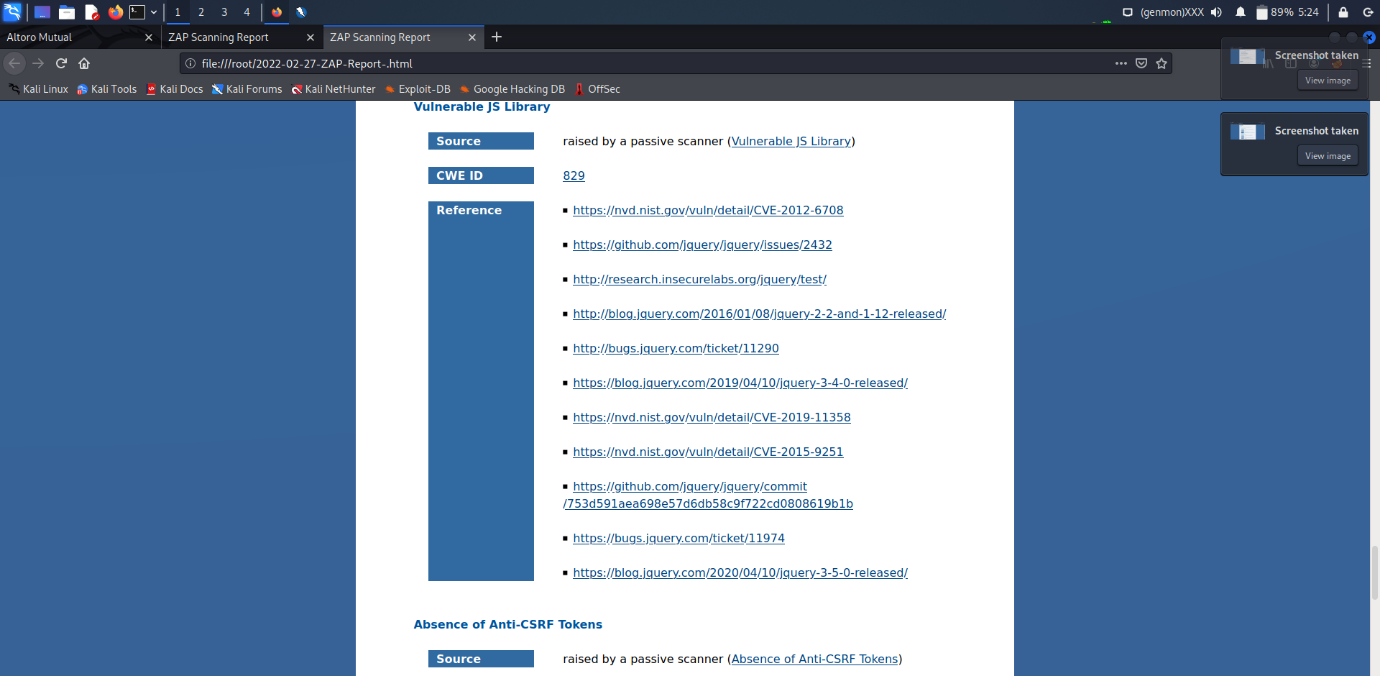 1 2 3 4 (genmon)XXX 89% 5:24
Altoro Mutual ZAP Scanning Report ZAP Scanning Report
file:///root/2022-02-27-ZAP-Report-.html
Kali Linux Kali Tools Kali Docs Kali Forums Kali NetHunter Exploit-DB Google Hacking DB OffSec
Screenshot taken
View image
Screenshot taken
View image
Vulnerable JS Library
Source raised by a passive scanner (Vulnerable JS Library)
CWE ID 829
Reference
https://nvd.nist.gov/vuln/detail/CVE-2012-6708
https://github.com/jquery/jquery/issues/2432
http://research.insecurelabs.org/jquery/test/
http://blog.jquery.com/2016/01/08/jquery-2-2-and-1-12-released/
http://bugs.jquery.com/ticket/11290
https://blog.jquery.com/2019/04/10/jquery-3-4-0-released/
https://nvd.nist.gov/vuln/detail/CVE-2019-11358
https://nvd.nist.gov/vuln/detail/CVE-2015-9251
https://github.com/jquery/jquery/commit
/753d591aea698e57d6db58c9f722cd0808619b1b
https://bugs.jquery.com/ticket/11974
https://blog.jquery.com/2020/04/10/jquery-3-5-0-released/
Absence of Anti-CSRF Tokens
Source raised by a passive scanner (Absence of Anti-CSRF Tokens)